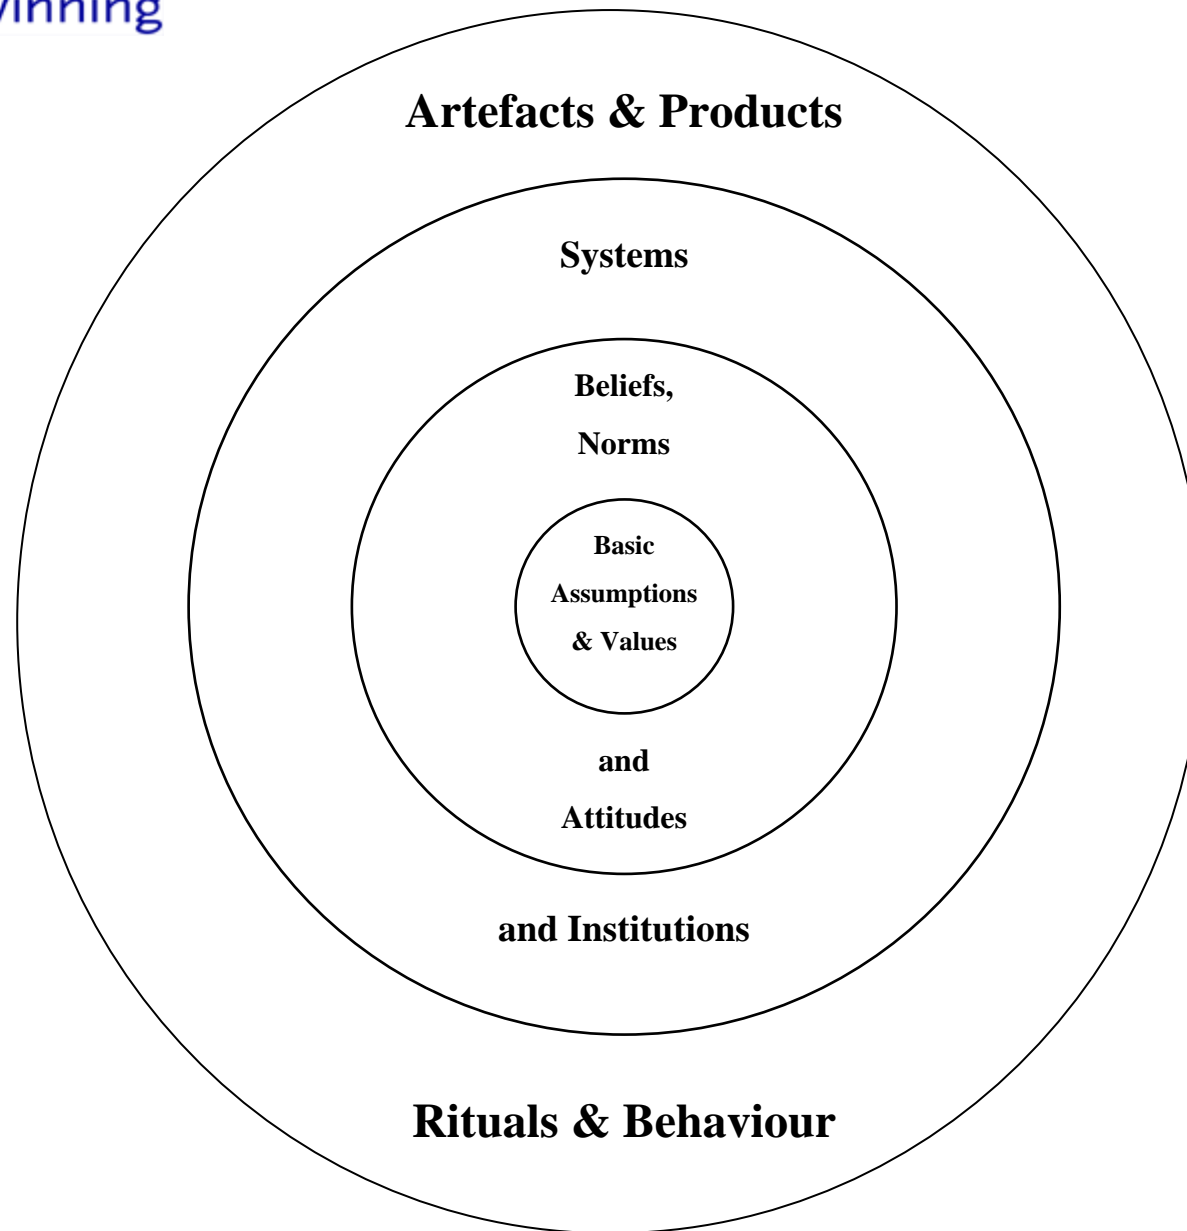 Artefacts & Products
Systems
Beliefs,
Norms
Basic
Assumptions
& Values
and
Attitudes
and Institutions
Rituals & Behaviour